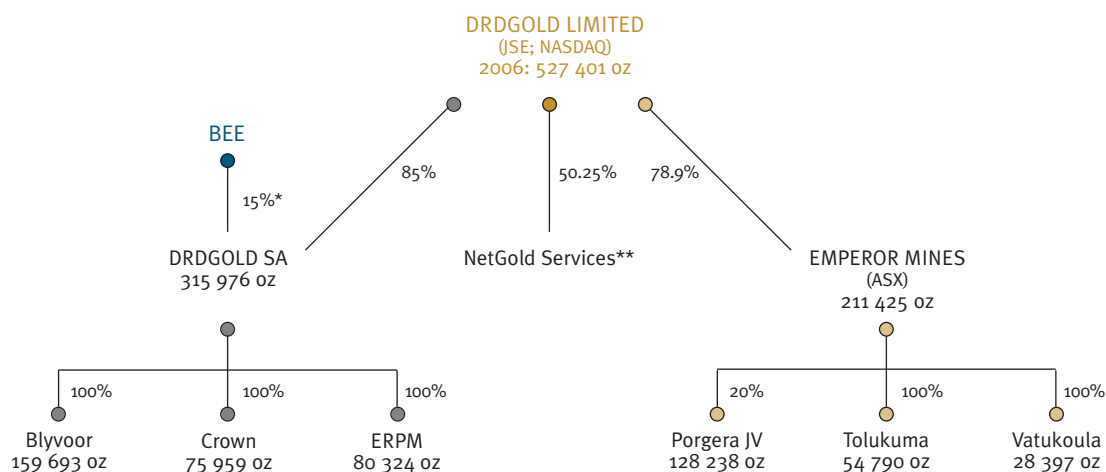 DRDGOLD LIMITED
(JSE; NASDAQ)
2006: 527 401 oz
BEE
15%*
85%
50.25%
78.9%
DRDGOLD SA
315 976 oz
NetGold Services**
EMPEROR MINES
(ASX)
211 425 oz
100%
100%
100%
20%
100%
100%
Blyvoor
159 693 oz
Crown
75 959 oz
ERPM
80 324 oz
Porgera JV
128 238 oz
Tolukuma
54 790 oz
Vatukoula
28 397 oz